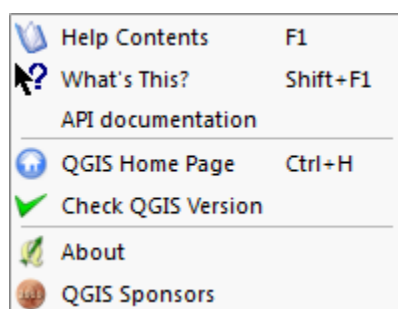 Help Contents F1
What's This? Shift+F1
API documentation
QGIS Home Page Ctrl+H
Check QGIS Version
About
QGIS Sponsors